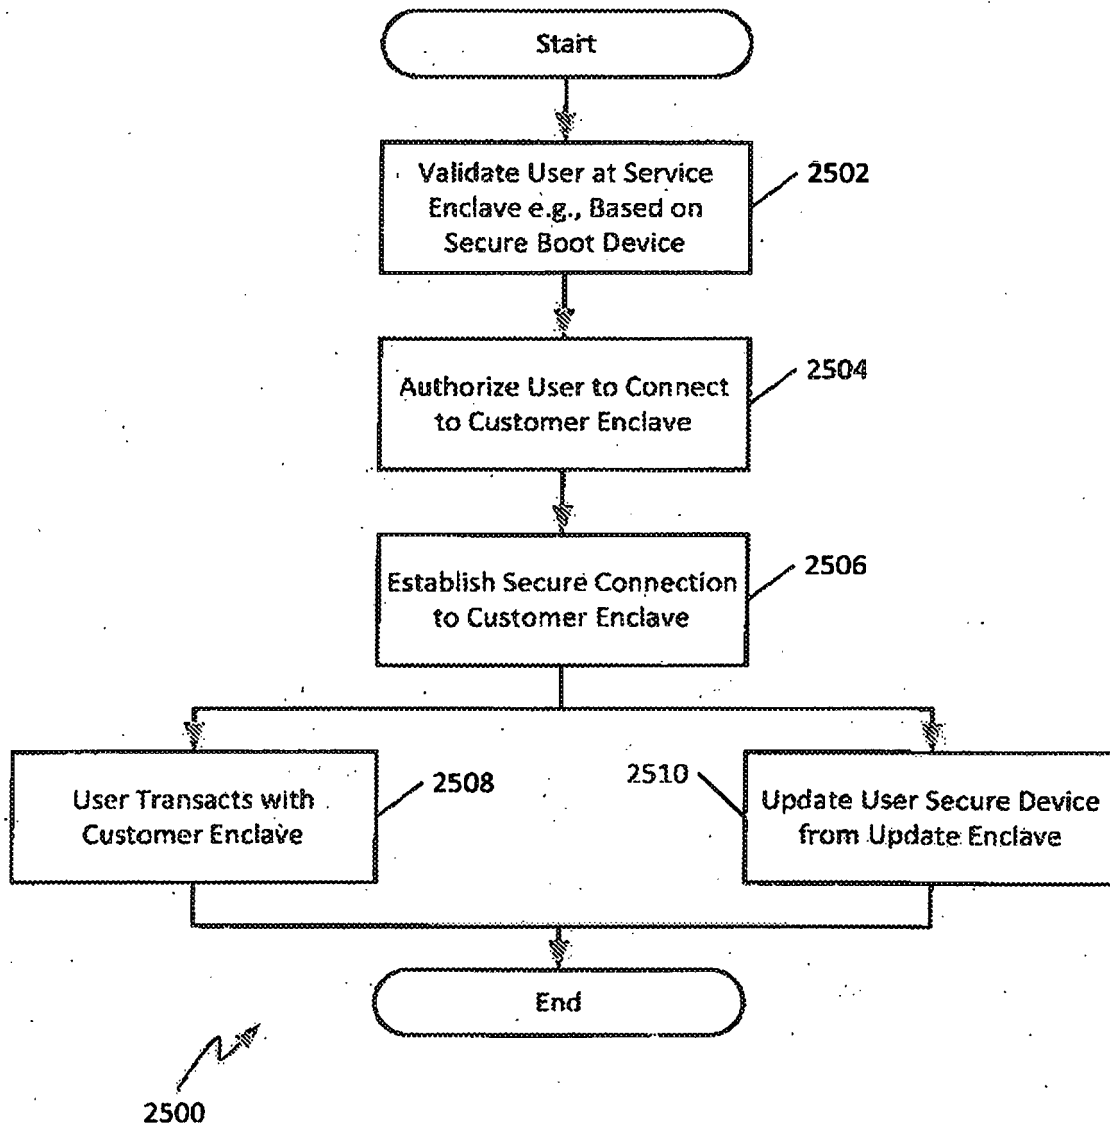 Start
Validate User at Service
Enclave e.g., Based on
Secure Boot Device
2502
Authorize User to Connect
to Customer Enclave
2504
Establish Secure Connection
to Customer Enclave
2506
User Transacts with
Customer Enclave
2508
2510
Update User Secure Device
from Update Enclave
End
2500